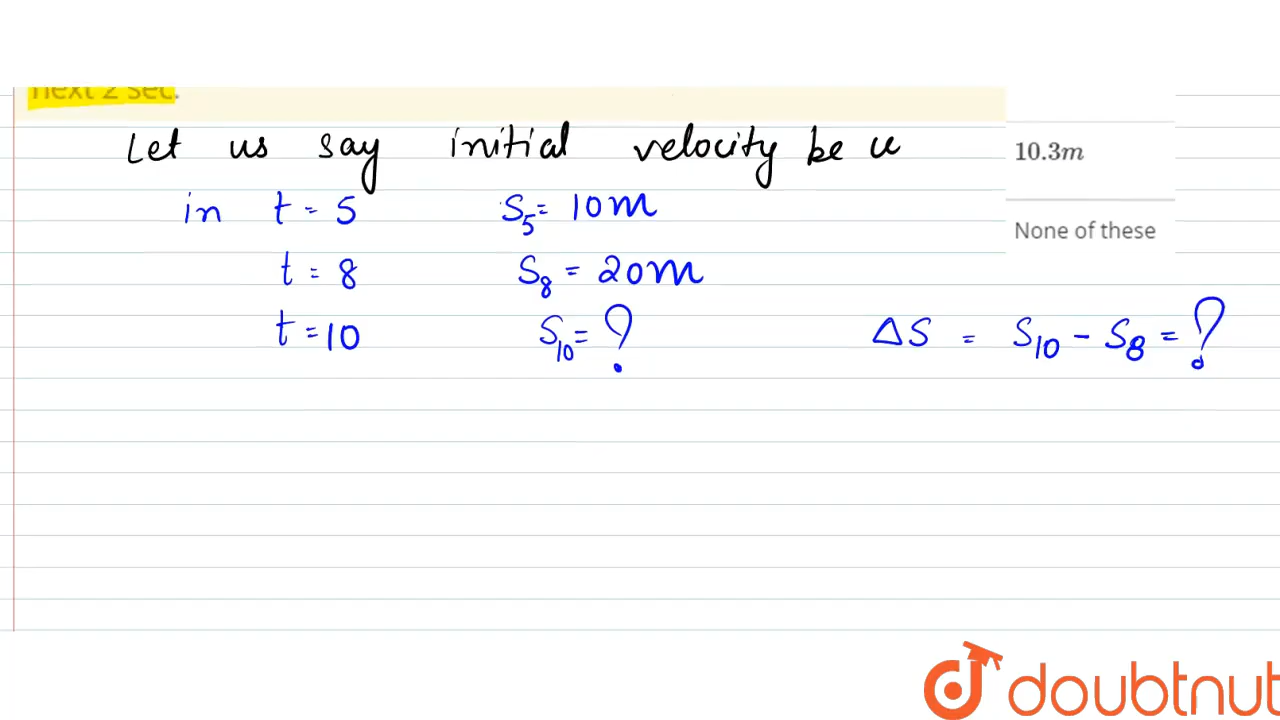 next 2 sec.
Let us say initial velocity be u
10.3m
in t = 5 S₅ = 10m
None of these
t = 8 S₈ = 20m
t = 10 S₁₀ = ? ΔS = S₁₀ - S₈ = ?
doubtnut